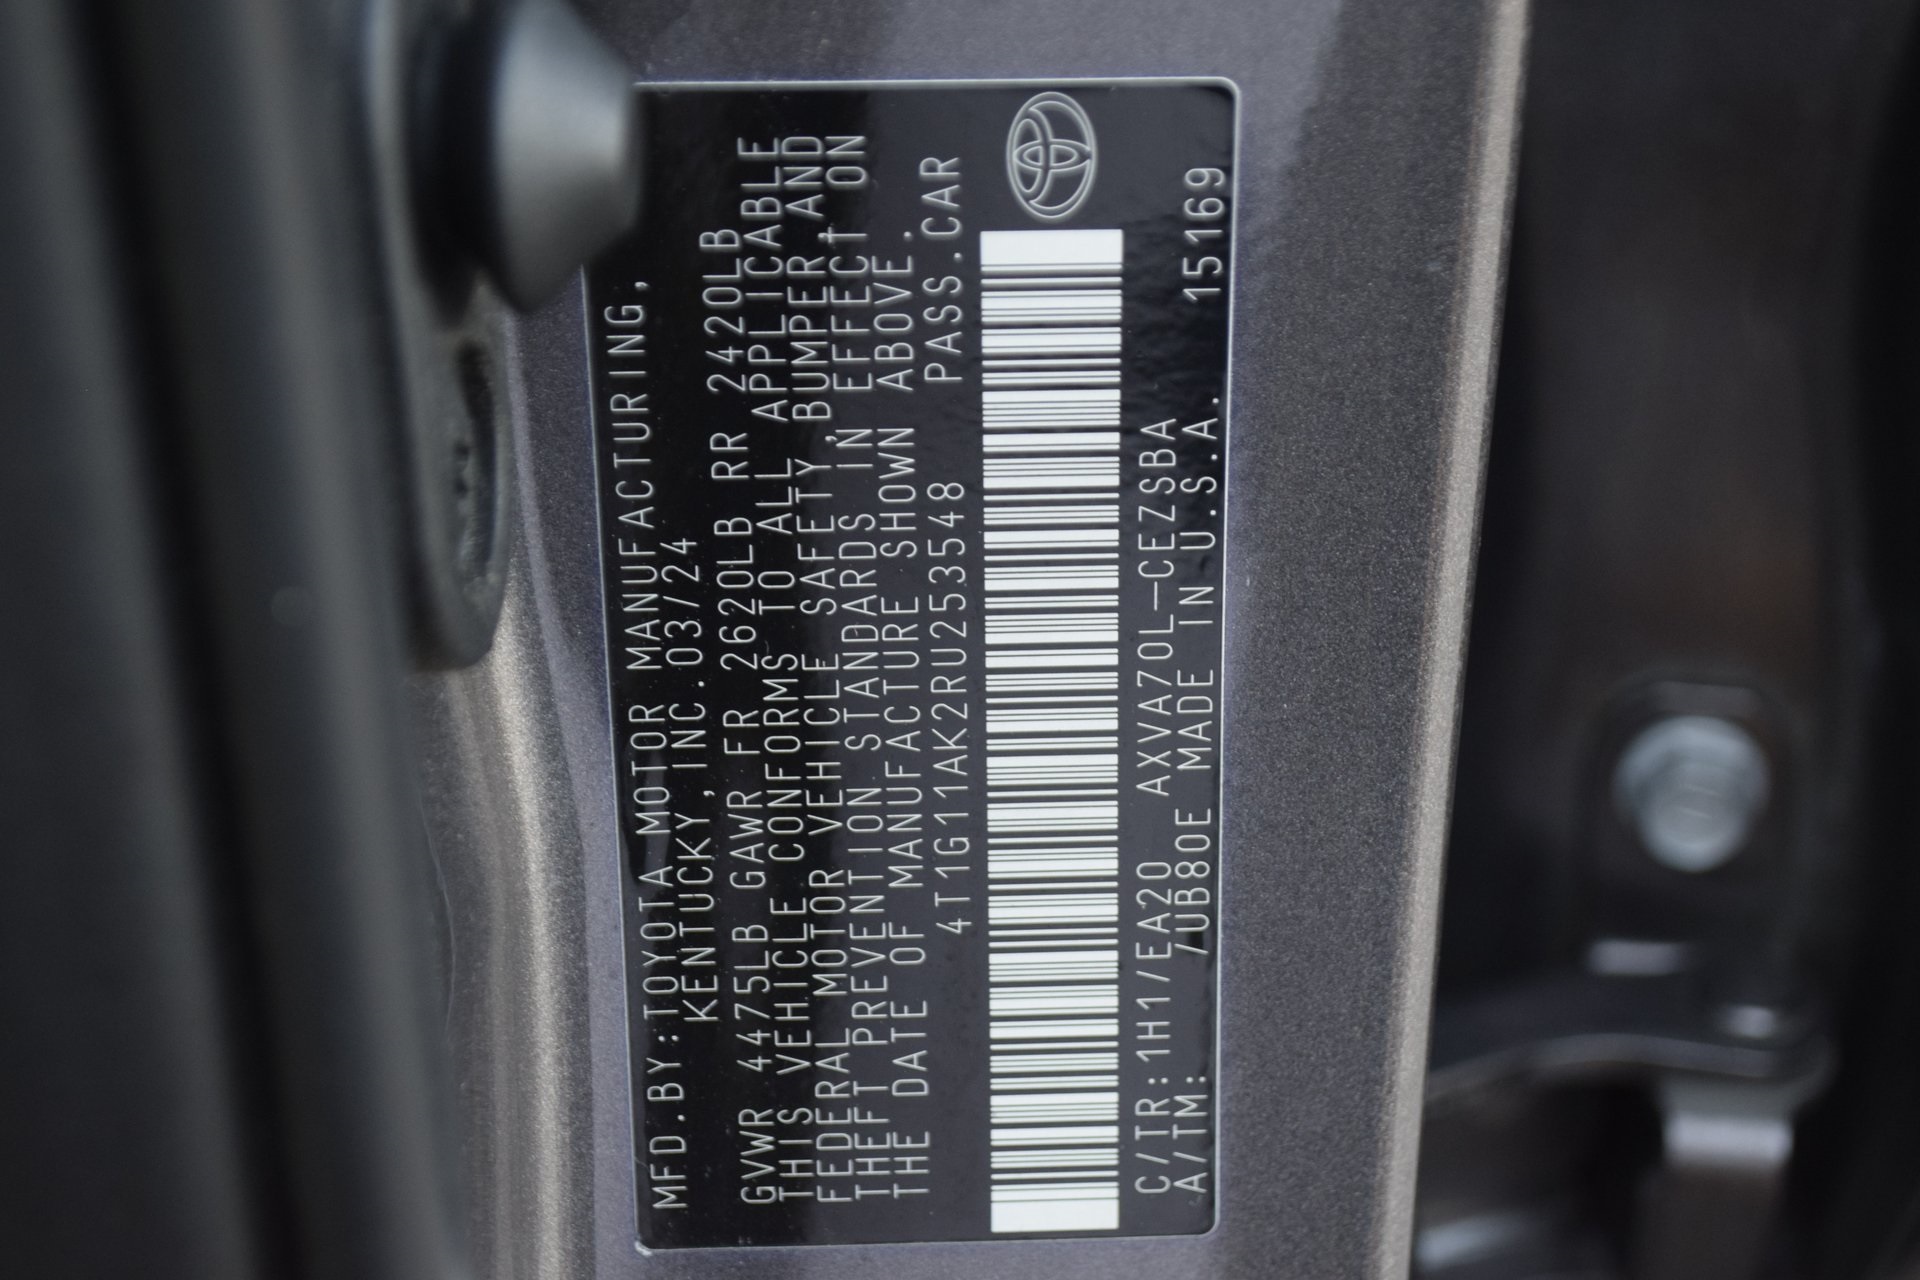 MFD.BY:TOYOTA MOTOR MANUFACTURING,
KENTUCKY,INC.03/24
GVWR 4475LB GAWR FR 2620LB RR 2420LB
THIS VEHICLE CONFORMS TO ALL APPLICABLE
FEDERAL MOTOR VEHICLE SAFETY,BUMPER,AND
THEFT PREVENTION STANDARDS IN EFFECT ON
THE DATE OF MANUFACTURE SHOWN ABOVE.
4T1G11AK2RU253548 PASS.CAR
C/TR:1H1/EA20 AXVA70L-CEZSBA
A/TM: /UB80E MADE IN U.S.A. 15169